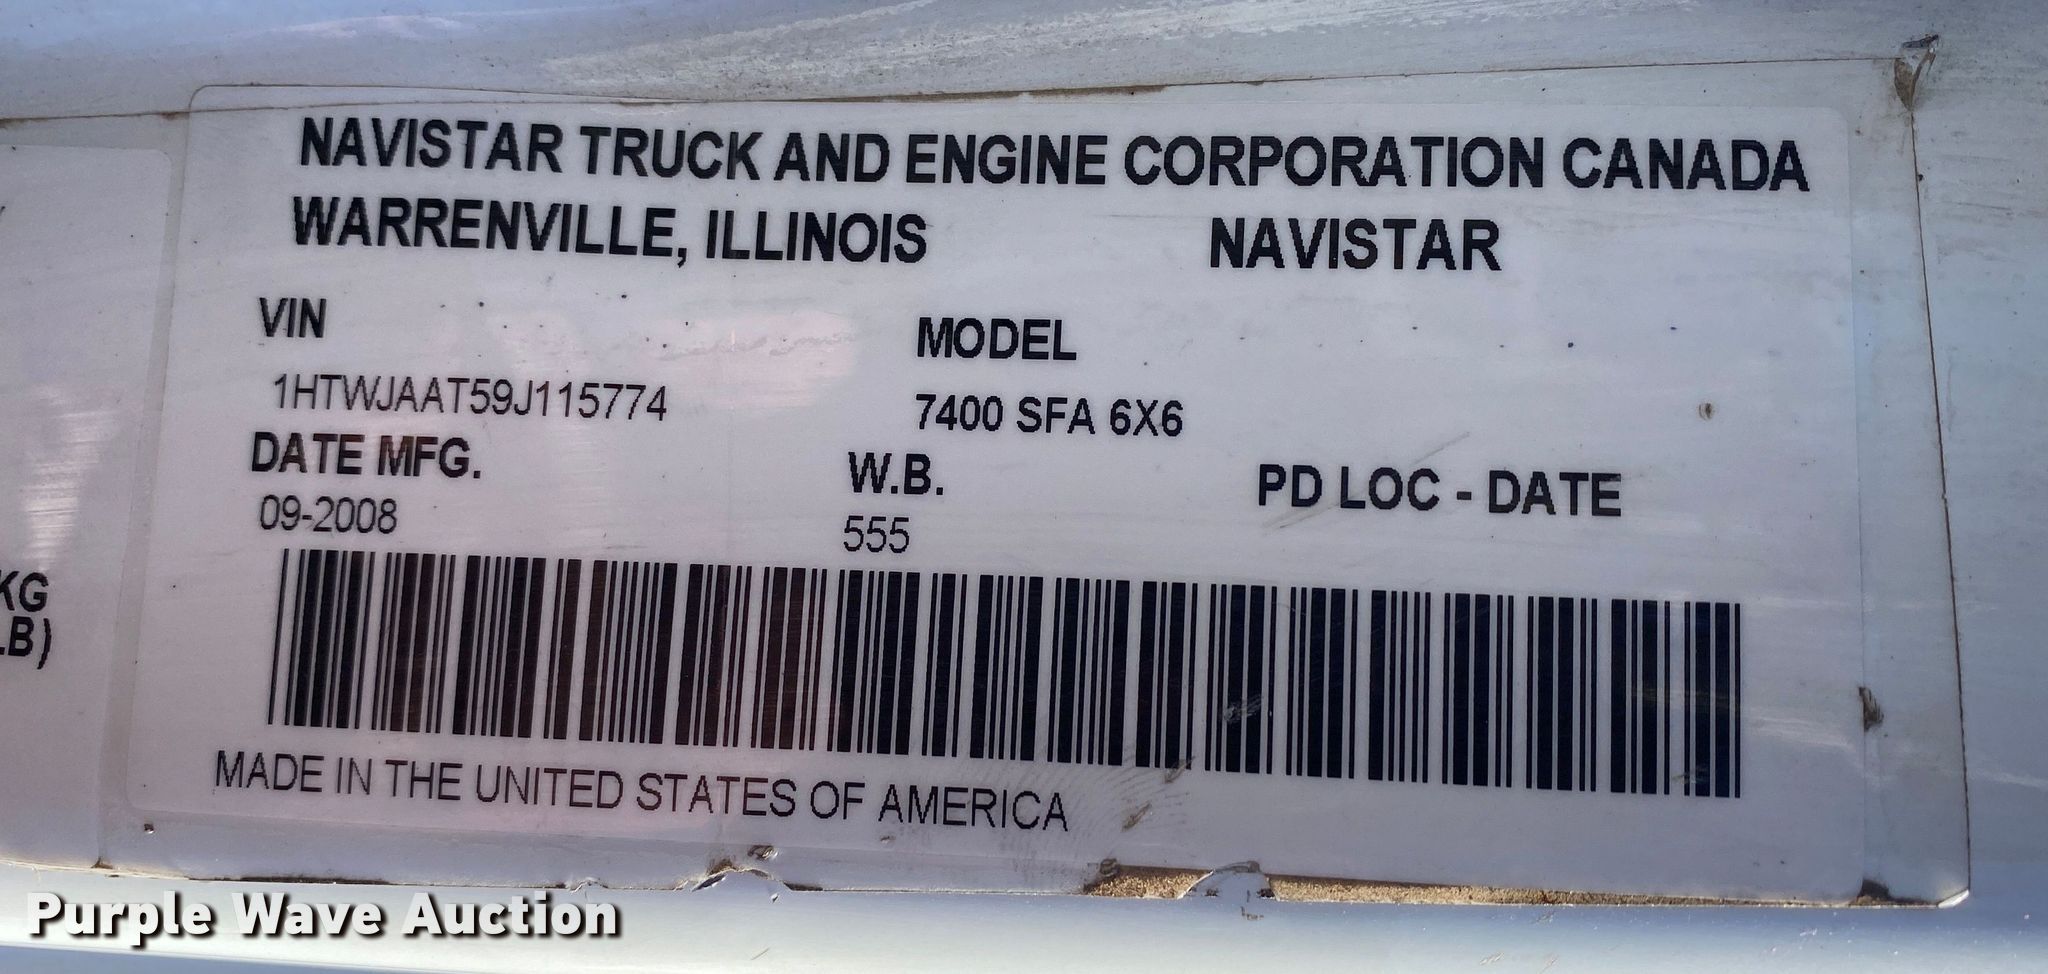 NAVISTAR TRUCK AND ENGINE CORPORATION CANADA
WARRENVILLE, ILLINOIS NAVISTAR
VIN
MODEL
1HTWJAAT59J115774
7400 SFA 6X6
DATE MFG.
W.B.
PD LOC - DATE
09-2008
555
KG
LB)
MADE IN THE UNITED STATES OF AMERICA
Purple Wave Auction